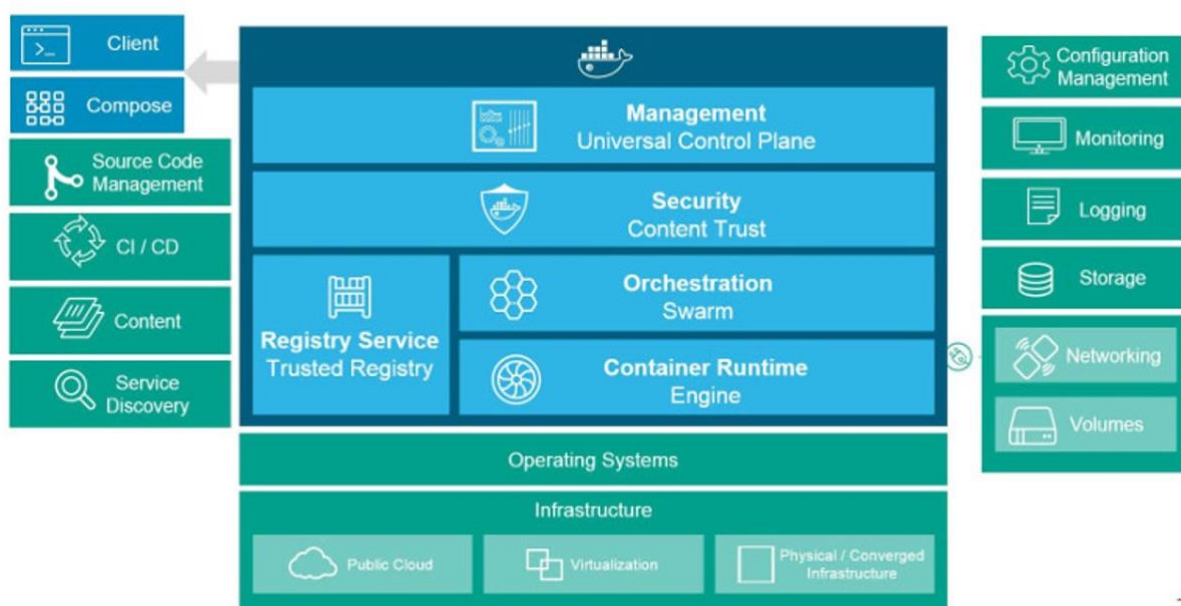 Client
Compose
Source Code
Management
CI / CD
Content
Service
Discovery
Management
Universal Control Plane
Security
Content Trust
Registry Service
Trusted Registry
Orchestration
Swarm
Container Runtime
Engine
Operating Systems
Infrastructure
Public Cloud
Virtualization
Physical / Converged
Infrastructure
Configuration
Management
Monitoring
Logging
Storage
Networking
Volumes